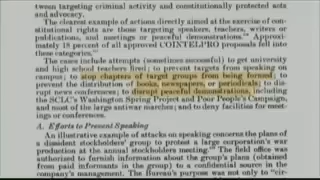 tween targeting criminal activity and constitutionally protected acts
and advocacy.
The clearest example of actions directly aimed at the exercise of con-
stitutional rights are those targeting speakers, teachers, writers or
publications, and meetings or peaceful demonstrations. Approxi-
mately 18 percent of all approved COINTELPRO proposals fell into
these categories.
The cases include attempts (sometimes successful) to get university
and high school teachers fired; to prevent targets from speaking on
campus; to stop chapters of target groups from being formed; to
prevent the distribution of books, newspapers, or periodicals; to dis-
rupt news conferences; to disrupt peaceful demonstrations, including
the SCLC's Washington Spring Project and Poor People's Campaign,
and most of the large antiwar marches; and to deny facilities for meet-
ings or conferences.
A. Efforts to Prevent Speaking
An illustrative example of attacks on speaking concerns the plans
of a dissident stockholders' group to protest a large corporation's war
production at the annual stockholders meeting. The field office was
authorized to furnish information about the group's plans (obtained
from paid informants in the group) to a confidential source in the
company's management. The Bureau's purpose was not only to "cir-